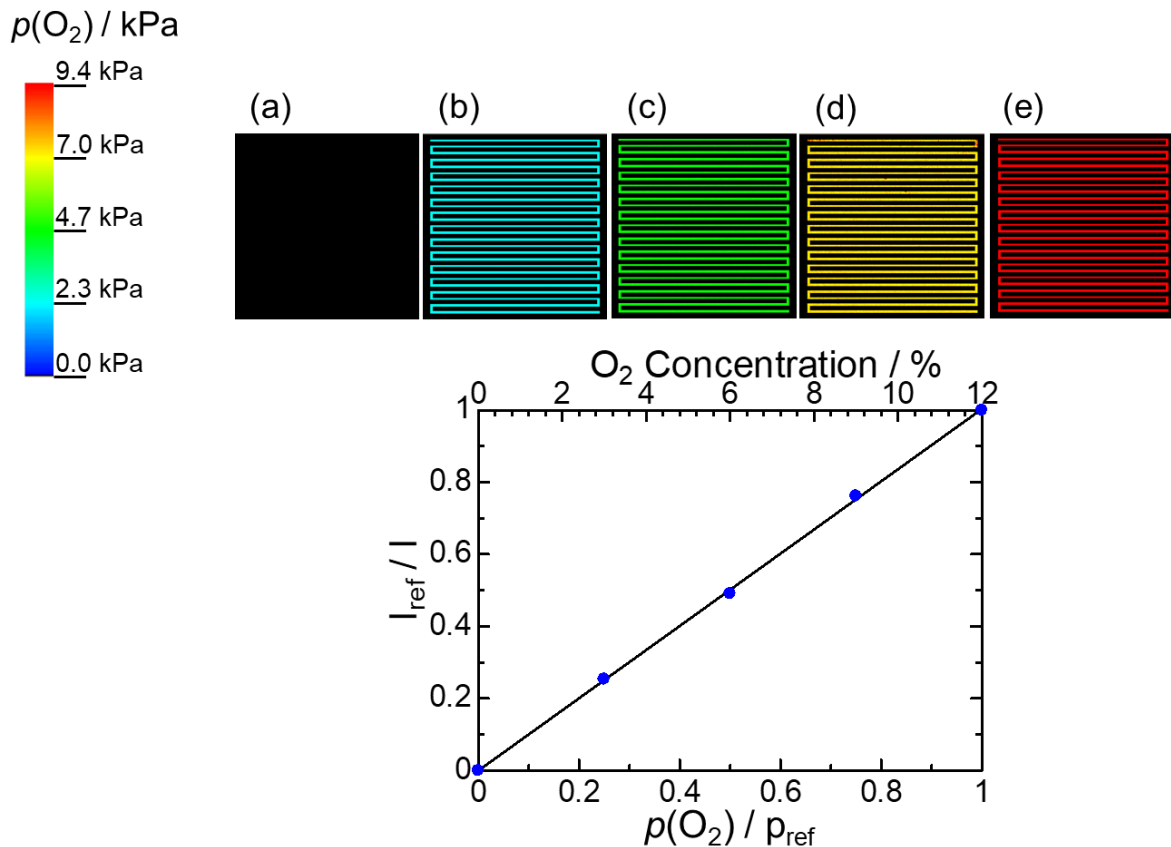 p(O₂) / kPa
9.4 kPa
7.0 kPa
4.7 kPa
2.3 kPa
0.0 kPa
(a) (b) (c) (d) (e)
O₂ Concentration / %
0 2 4 6 8 10 12
1
0.8
0.6
0.4
0.2
0
I_ref / I
0 0.2 0.4 0.6 0.8 1
p(O₂) / p_ref